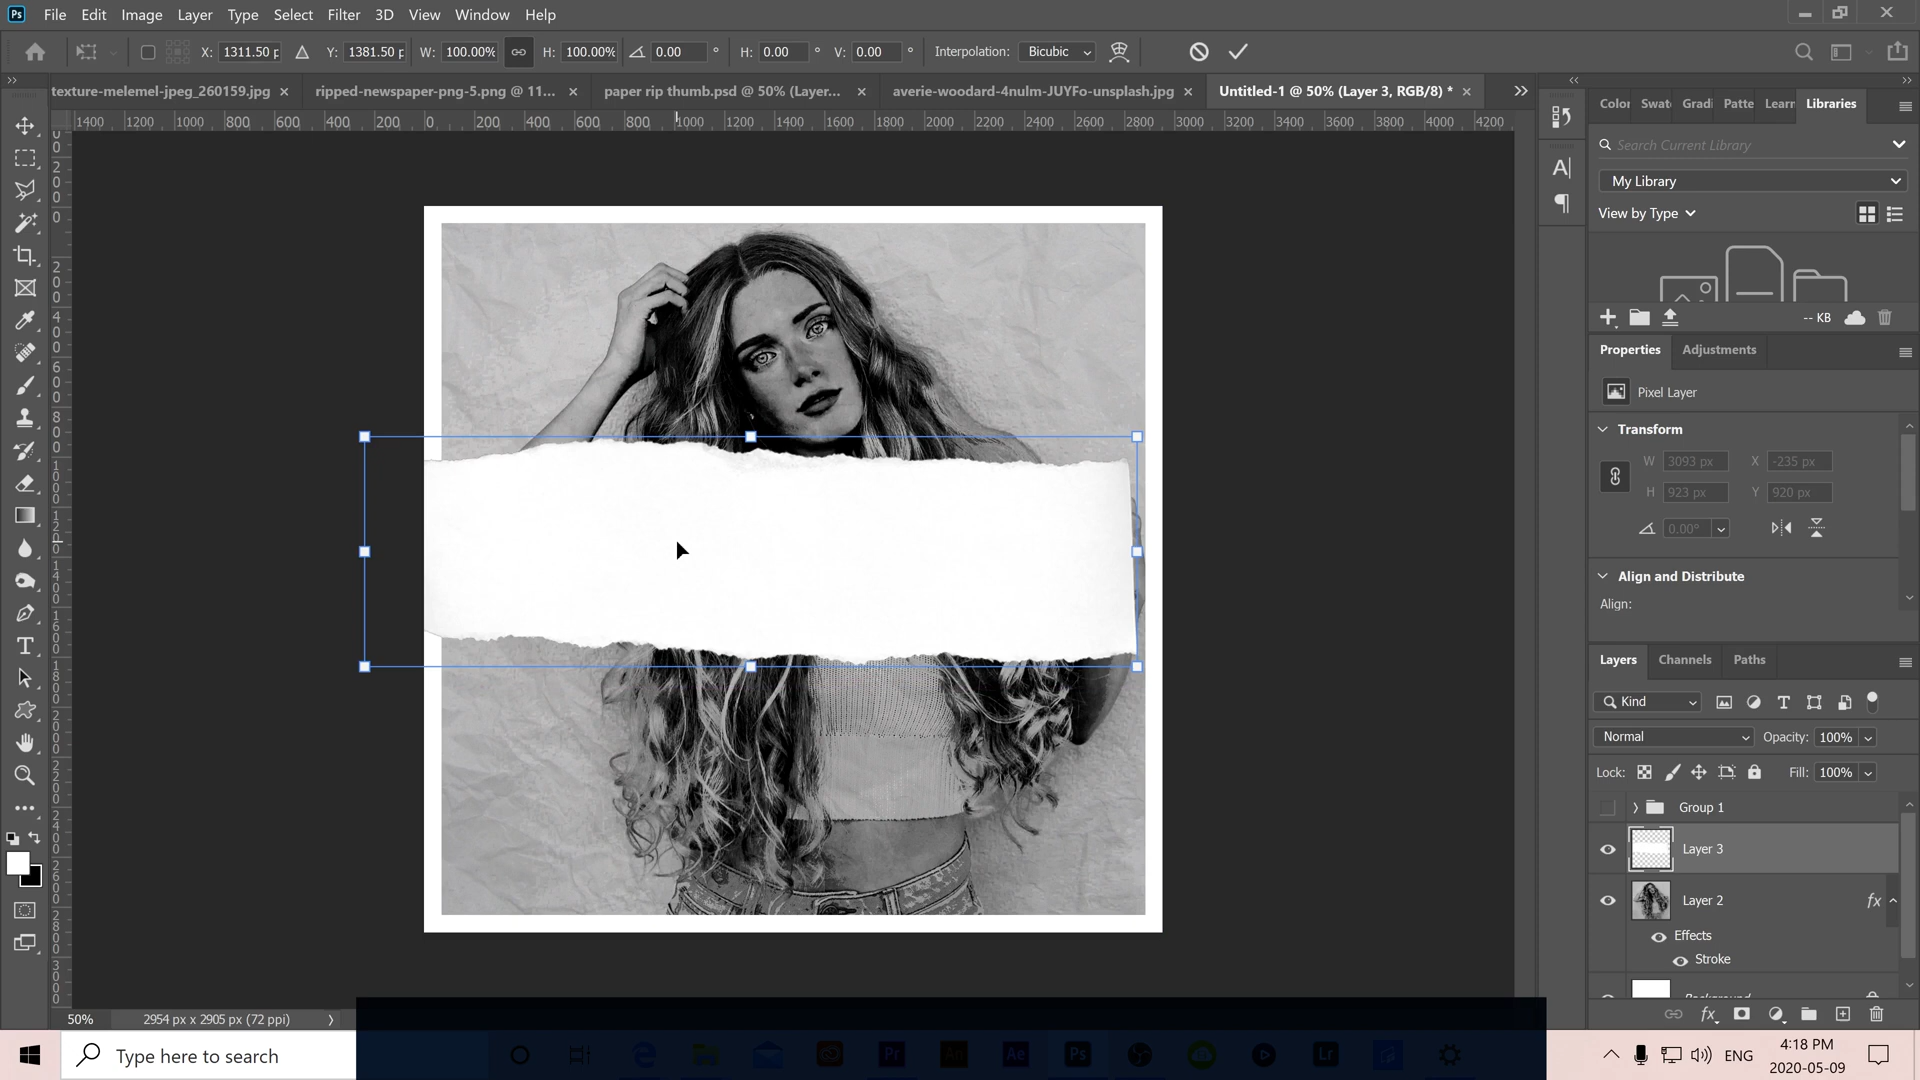 Ps File Edit Image Layer Type Select Filter 3D View Window Help
X: 1311.50 p Y: 1381.50 p W: 100.00% H: 100.00% 0.00 ° H: 0.00 ° V: 0.00 ° Interpolation: Bicubic
texture-melemel-jpeg_260159.jpg × ripped-newspaper-png-5.png @ 11... × paper rip thumb.psd @ 50% (Layer... × averie-woodard-4nulm-JUYFo-unsplash.jpg × Untitled-1 @ 50% (Layer 3, RGB/8) * ×
1400 1200 1000 800 600 400 200 0 200 400 600 800 1000 1200 1400 1600 1800 2000 2200 2400 2600 2800 3000 3200 3400 3600 3800 4000 4200
Color Swat Gradi Patte Learn Libraries
Search Current Library
My Library
View by Type
-- KB
Properties Adjustments
Pixel Layer
Transform
W 3093 px X -235 px
H 923 px Y 920 px
0.00°
Align and Distribute
Align:
Layers Channels Paths
Kind
Normal Opacity: 100%
Lock: Fill: 100%
Group 1
Layer 3
Layer 2 fx
Effects
Stroke
Background
50% 2954 px x 2905 px (72 ppi)
Type here to search
Pr An Ae Ps Lr
ENG
4:18 PM
2020-05-09